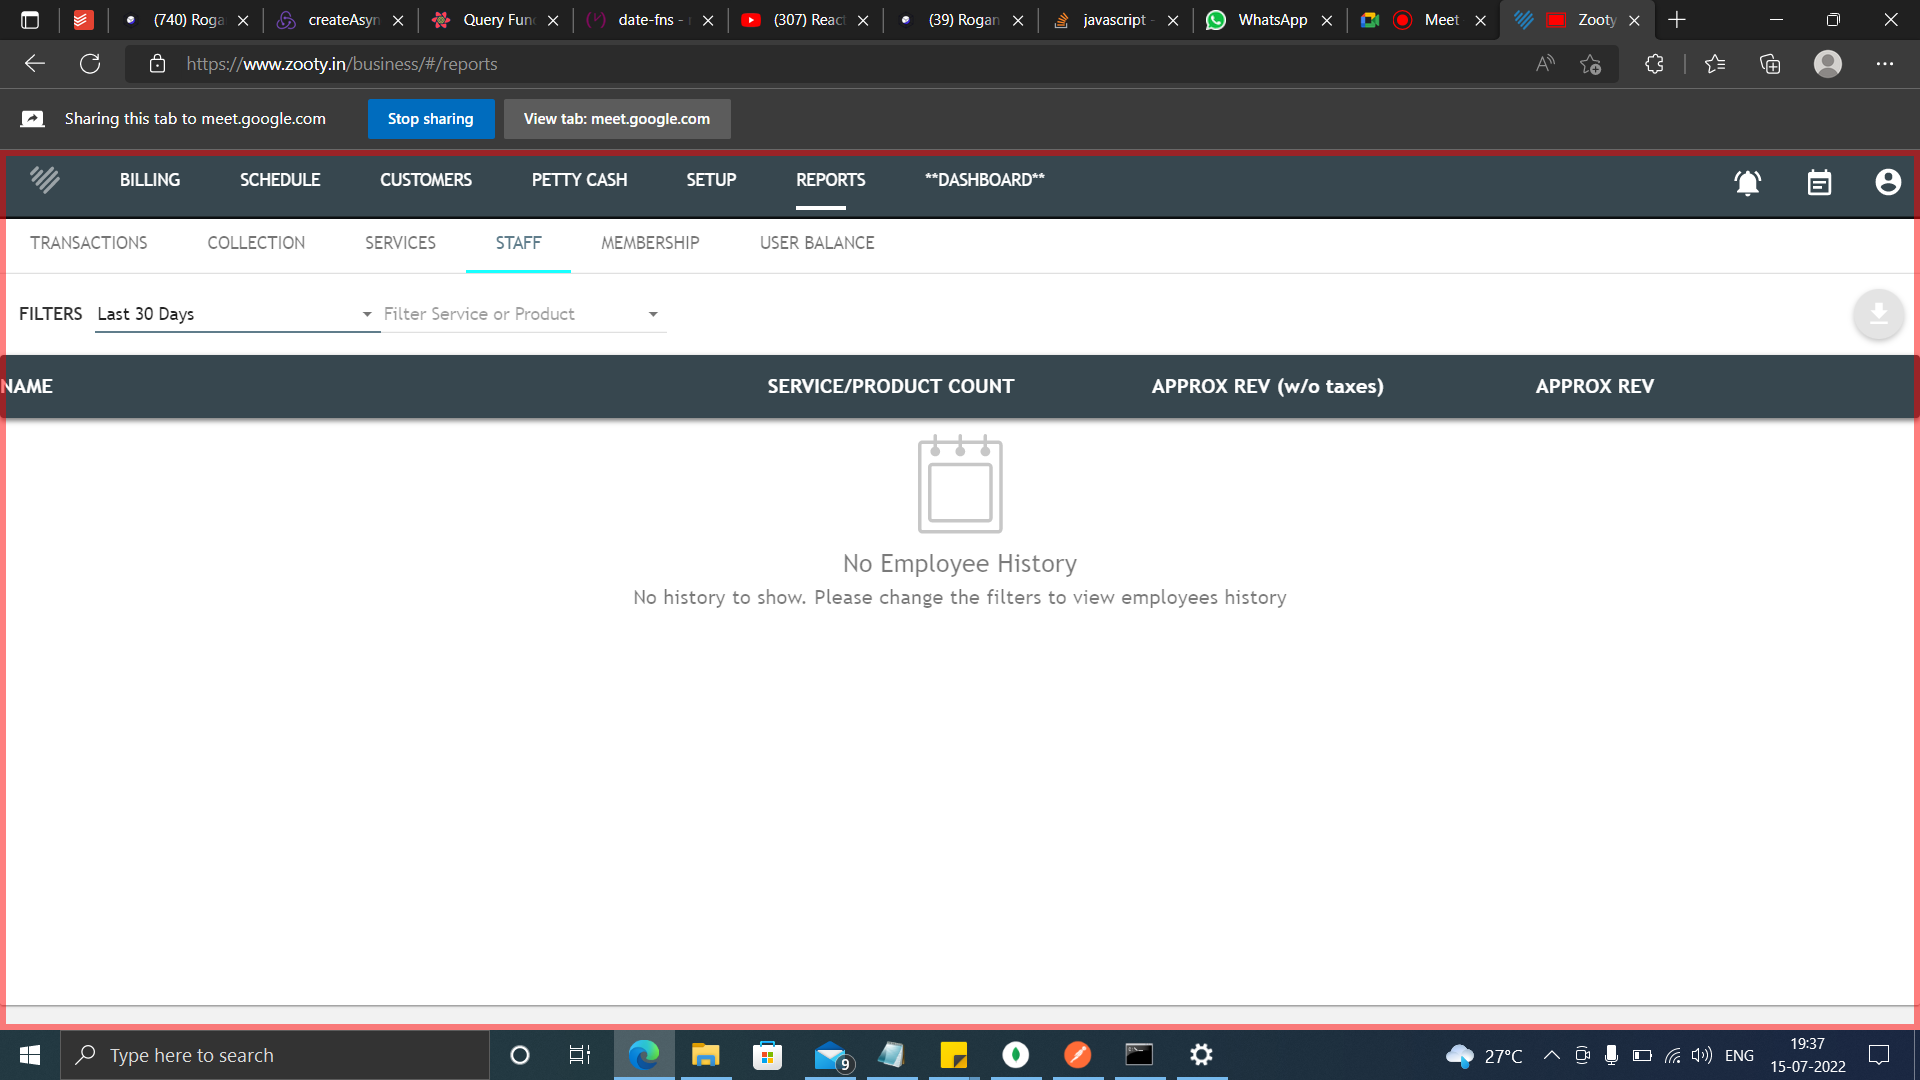 (740) Roga
createAsyn
Query Fun
date-fns - n
(307) React
(39) Rogan
javascript -
WhatsApp
Meet
Zooty
https://www.zooty.in/business/#/reports
Sharing this tab to meet.google.com
Stop sharing
View tab: meet.google.com
BILLING
SCHEDULE
CUSTOMERS
PETTY CASH
SETUP
REPORTS
**DASHBOARD**
TRANSACTIONS
COLLECTION
SERVICES
STAFF
MEMBERSHIP
USER BALANCE
FILTERS
Last 30 Days
Filter Service or Product
NAME
SERVICE/PRODUCT COUNT
APPROX REV (w/o taxes)
APPROX REV
No Employee History
No history to show. Please change the filters to view employees history
Type here to search
9
27°C
ENG
19:37
15-07-2022